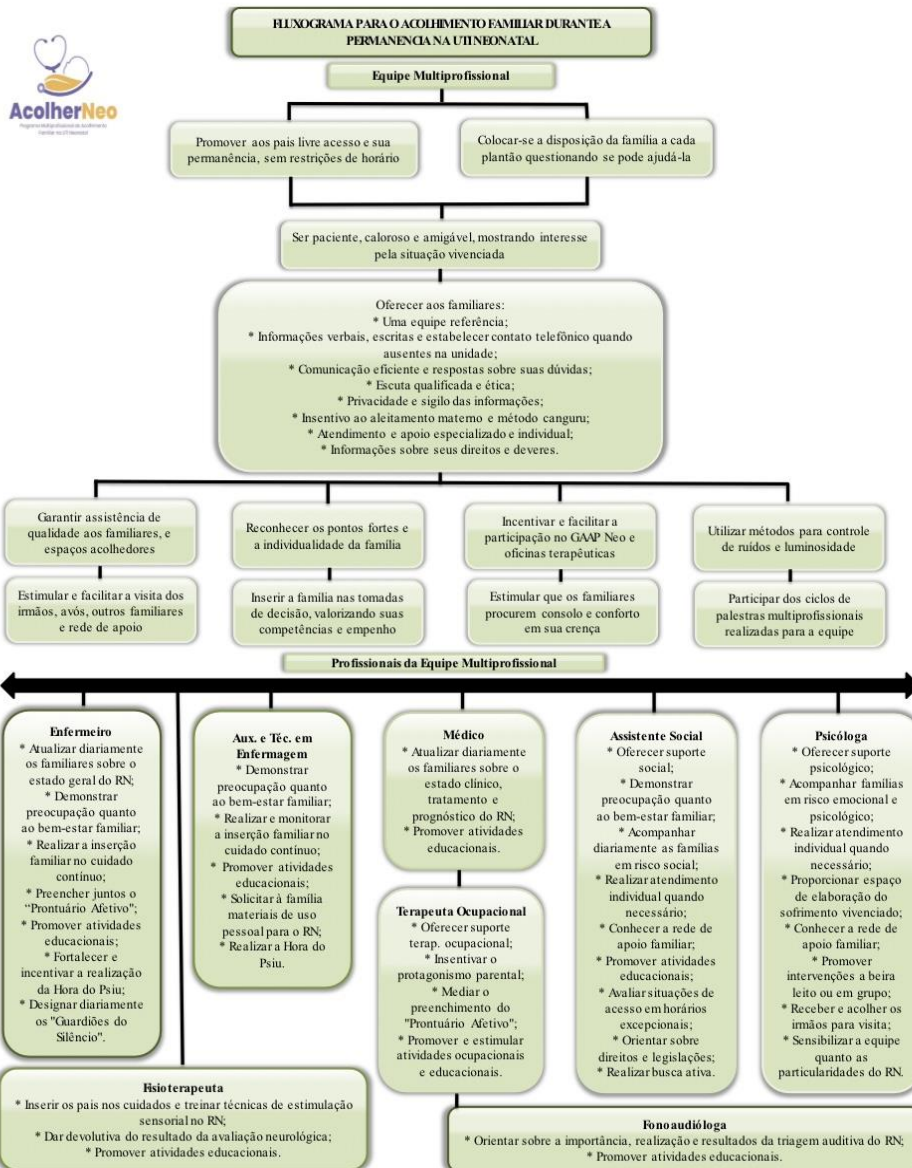 FLUXOGRAMA PARA O ACOLHIMENTO FAMILIAR DURANTE A
PERMANENCIA NA UTI NEONATAL
AcolherNeo
Programa Multiprofissional de Acolhimento
Familiar na UTI Neonatal
Equipe Multiprofissional
Promover aos pais livre acesso e sua
permanência, sem restrições de horário
Colocar-se a disposição da família a cada
plantão questionando se pode ajudá-la
Ser paciente, caloroso e amigável, mostrando interesse
pela situação vivenciada
Oferecer aos familiares:
* Uma equipe referência;
* Informações verbais, escritas e estabelecer contato telefônico quando
ausentes na unidade;
* Comunicação eficiente e respostas sobre suas dúvidas;
* Escuta qualificada e ética;
* Privacidade e sigilo das informações;
* Insentivo ao aleitamento materno e método canguru;
* Atendimento e apoio especializado e individual;
* Informações sobre seus direitos e deveres.
Garantir assistência de
qualidade aos familiares, e
espaços acolhedores
Reconhecer os pontos fortes e
a individualidade da família
Incentivar e facilitar a
participação no GAAP Neo e
oficinas terapêuticas
Utilizar métodos para controle
de ruídos e luminosidade
Estimular e facilitar a visita dos
irmãos, avós, outros familiares
e rede de apoio
Inserir a família nas tomadas
de decisão, valorizando suas
competências e empenho
Estimular que os familiares
procurem consolo e conforto
em sua crença
Participar dos ciclos de
palestras multiprofissionais
realizadas para a equipe
Profissionais da Equipe Multiprofissional
Enfermeiro
* Atualizar diariamente
os familiares sobre o
estado geral do RN;
* Demonstrar
preocupação quanto
ao bem-estar familiar;
* Realizar a inserção
familiar no cuidado
contínuo;
* Preencher juntos o
“Prontuário Afetivo";
* Promover atividades
educacionais;
* Fortalecer e
incentivar a realização
da Hora do Psiu;
* Designar diariamente
os "Guardiões do
Silêncio".
Aux. e Téc. em
Enfermagem
* Demonstrar
preocupação quanto
ao bem-estar familiar;
* Realizar e monitorar
a inserção familiar no
cuidado contínuo;
* Promover atividades
educacionais;
* Solicitar à família
materiais de uso
pessoal para o RN;
* Realizar a Hora do
Psiu.
Médico
* Atualizar diariamente
os familiares sobre o
estado clínico,
tratamento e
prognóstico do RN;
* Promover atividades
educacionais.
Terapeuta Ocupacional
* Oferecer suporte
terap. ocupacional;
* Insentivar o
protagonismo parental;
* Mediar o
preenchimento do
"Prontuário Afetivo";
* Promover e estimular
atividades ocupacionais
e educacionais.
Assistente Social
* Oferecer suporte
social;
* Demonstrar
preocupação quanto
ao bem-estar familiar;
* Acompanhar
diariamente as famílias
em risco social;
* Realizar atendimento
individual quando
necessário;
* Conhecer a rede de
apoio familiar;
* Promover atividades
educacionais;
* Avaliar situações de
acesso em horários
excepcionais;
* Orientar sobre
direitos e legislações;
* Realizar busca ativa.
Psicóloga
* Oferecer suporte
psicológico;
* Acompanhar famílias
em risco emocional e
psicológico;
* Realizar atendimento
individual quando
necessário;
* Proporcionar espaço
de elaboração do
sofrimento vivenciado;
* Conhecer a rede de
apoio familiar;
* Promover
intervenções a beira
leito ou em grupo;
* Receber e acolher os
irmãos para visita;
* Sensibilizar a equipe
quanto as
particularidades do RN.
Fisioterapeuta
* Inserir os pais nos cuidados e treinar técnicas de estimulação
sensorial no RN;
* Dar devolutiva do resultado da avaliação neurológica;
* Promover atividades educacionais.
Fonoaudióloga
* Orientar sobre a importância, realização e resultados da triagem auditiva do RN;
* Promover atividades educacionais.